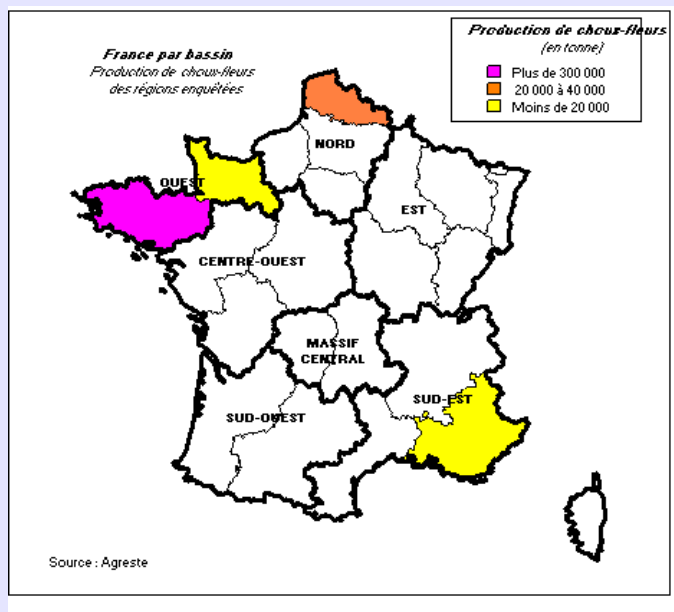 France par bassin
Production de choux-fleurs
des régions enquêtées
Production de choux-fleurs
(en tonne)
Plus de 300 000
20 000 à 40 000
Moins de 20 000
NORD
OUEST
EST
CENTRE-OUEST
MASSIF
CENTRAL
SUD-EST
SUD-OUEST
Source : Agreste